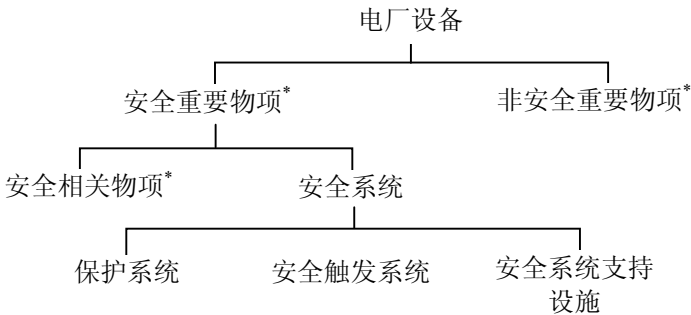 电厂设备
安全重要物项*
非安全重要物项*
安全相关物项*
安全系统
保护系统
安全触发系统
安全系统支持
设施